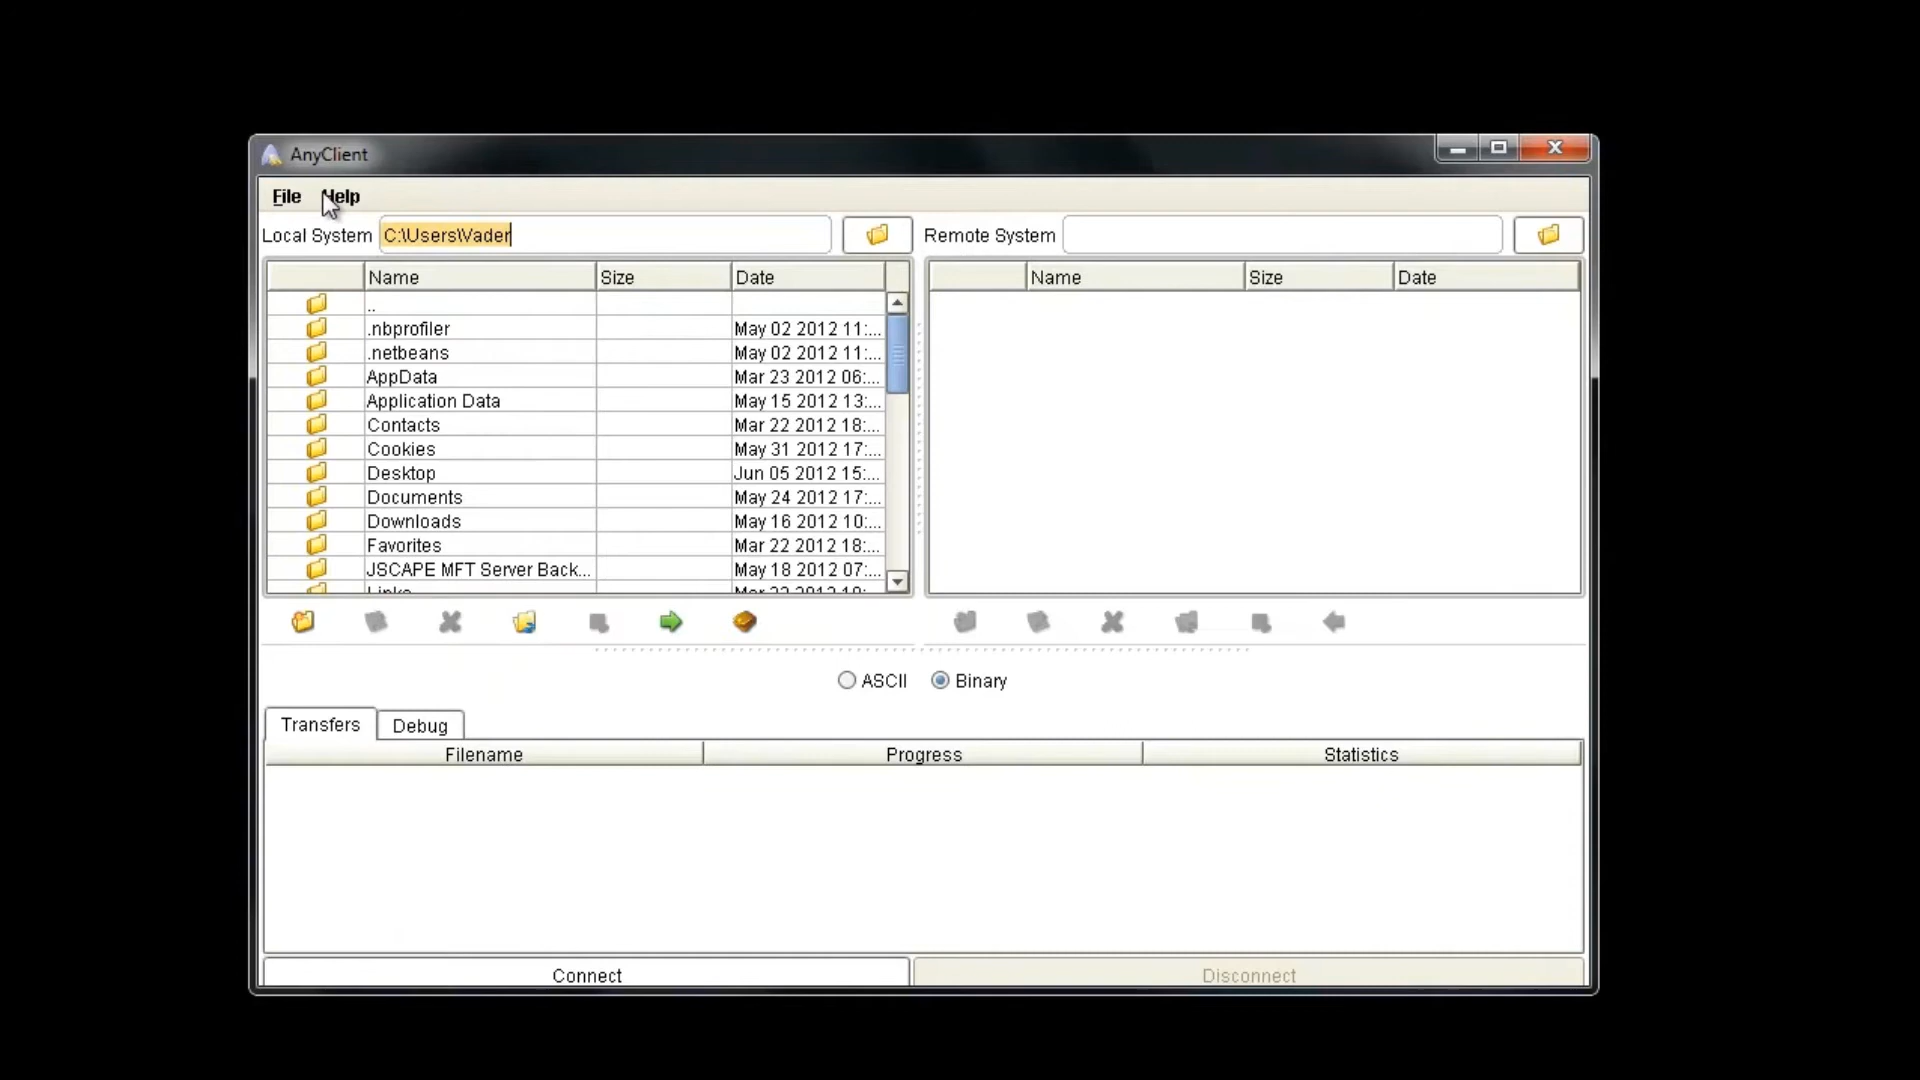 AnyClient
File Help
Local System C:\Users\Vader Remote System
Name Size Date Name Size Date
..
.nbprofiler May 02 2012 11:...
.netbeans May 02 2012 11:...
AppData Mar 23 2012 06:...
Application Data May 15 2012 13:...
Contacts Mar 22 2012 18:...
Cookies May 31 2012 17:...
Desktop Jun 05 2012 15:...
Documents May 24 2012 17:...
Downloads May 16 2012 10:...
Favorites Mar 22 2012 18:...
JSCAPE MFT Server Back... May 18 2012 07:...
Links
ASCII Binary
Transfers Debug
Filename Progress Statistics
Connect Disconnect